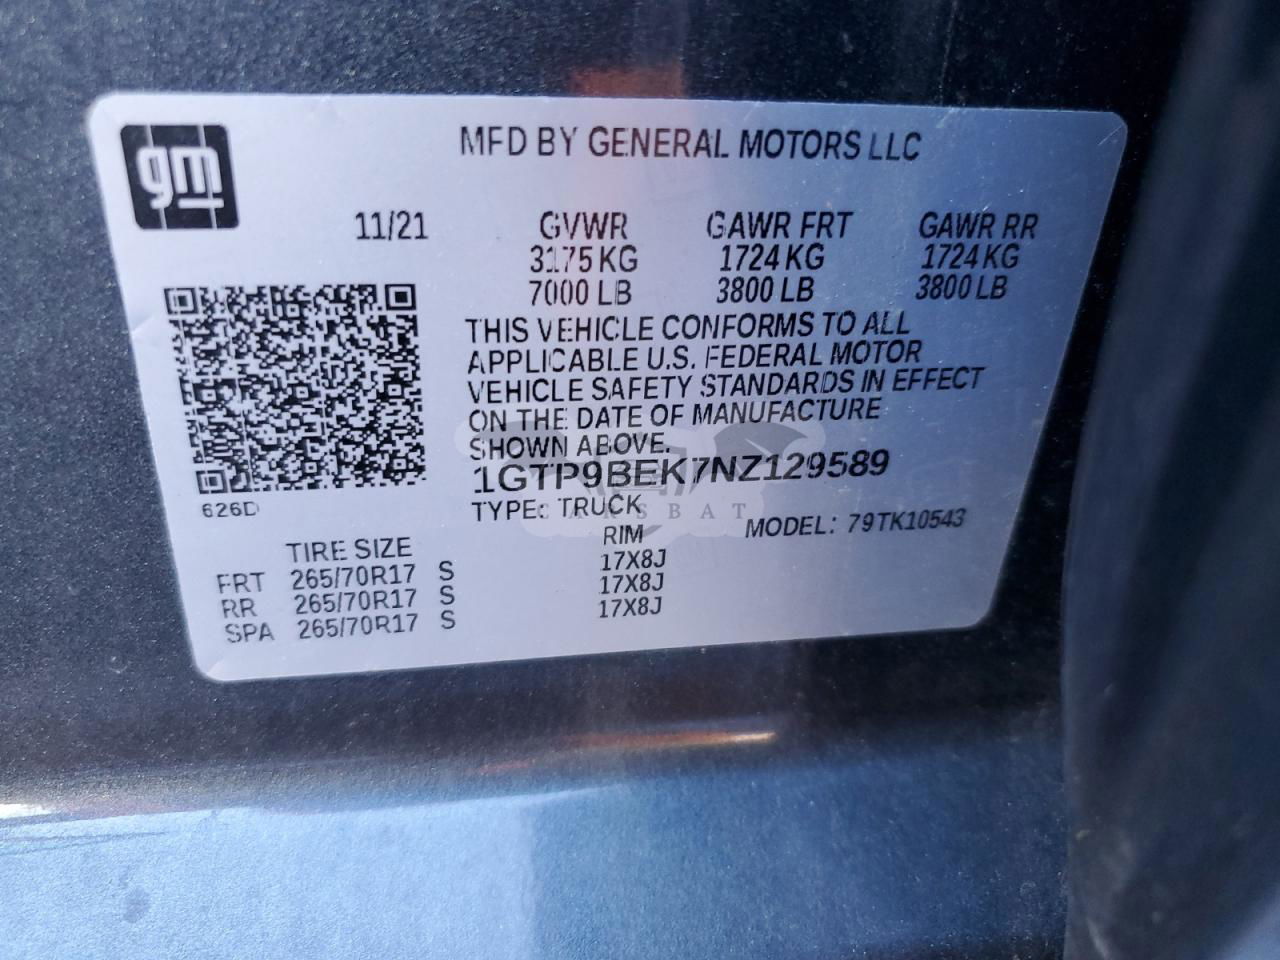 gm
MFD BY GENERAL MOTORS LLC
11/21 GVWR GAWR FRT GAWR RR
3175 KG 1724 KG 1724 KG
7000 LB 3800 LB 3800 LB
THIS VEHICLE CONFORMS TO ALL
APPLICABLE U.S. FEDERAL MOTOR
VEHICLE SAFETY STANDARDS IN EFFECT
ON THE DATE OF MANUFACTURE
SHOWN ABOVE.
1GTP9BEK7NZ129589
626D
TYPE: TRUCK
CARSBAT
MODEL: 79TK10543
TIRE SIZE RIM
FRT 265/70R17 S 17X8J
RR 265/70R17 S 17X8J
SPA 265/70R17 S 17X8J